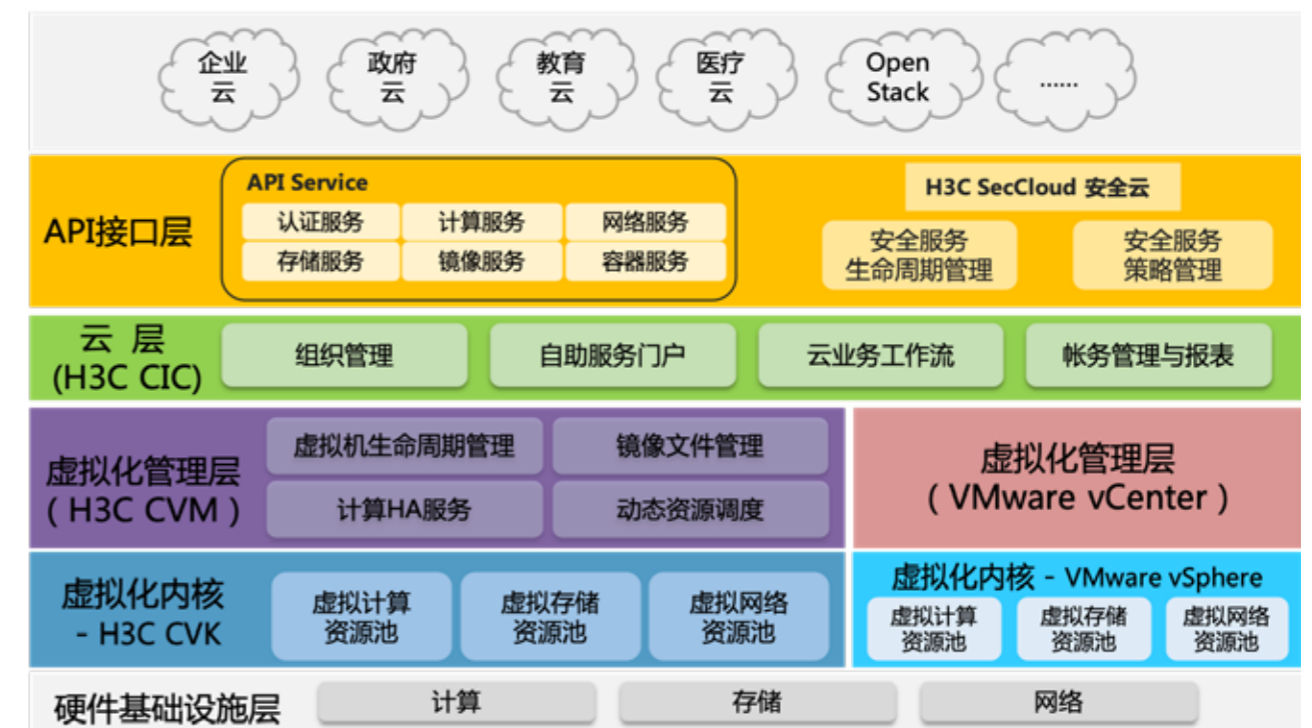 企业
云
政府
云
教育
云
医疗
云
Open
Stack
......
API接口层
API Service
认证服务
计算服务
网络服务
存储服务
镜像服务
容器服务
H3C SecCloud 安全云
安全服务
生命周期管理
安全服务
策略管理
云 层
(H3C CIC)
组织管理
自助服务门户
云业务工作流
帐务管理与报表
虚拟化管理层
（H3C CVM）
虚拟机生命周期管理
镜像文件管理
计算HA服务
动态资源调度
虚拟化管理层
（VMware vCenter）
虚拟化内核
- H3C CVK
虚拟计算
资源池
虚拟存储
资源池
虚拟网络
资源池
虚拟化内核 - VMware vSphere
虚拟计算
资源池
虚拟存储
资源池
虚拟网络
资源池
硬件基础设施层
计算
存储
网络